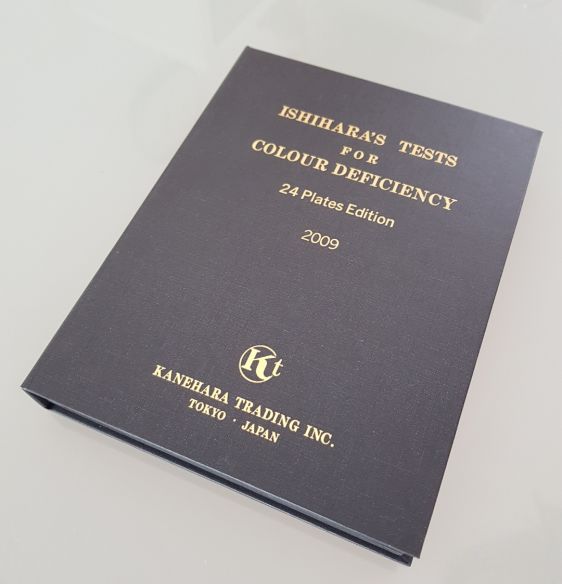 ISHIHARA'S TESTS
FOR
COLOUR DEFICIENCY
24 Plates Edition
2009
Kt
KANEHARA TRADING INC.
TOKYO · JAPAN